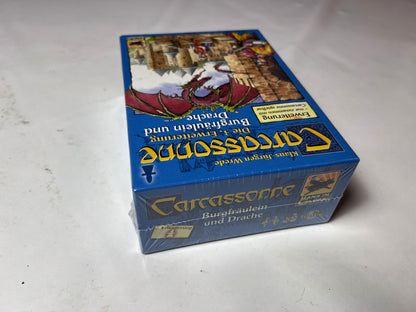 Klaus-Jürgen Wrede
Carcassonne
Die 3. Erweiterung
Burgfräulein und
Drache
Erweiterung
Carcassonne
Burgfräulein
und Drache